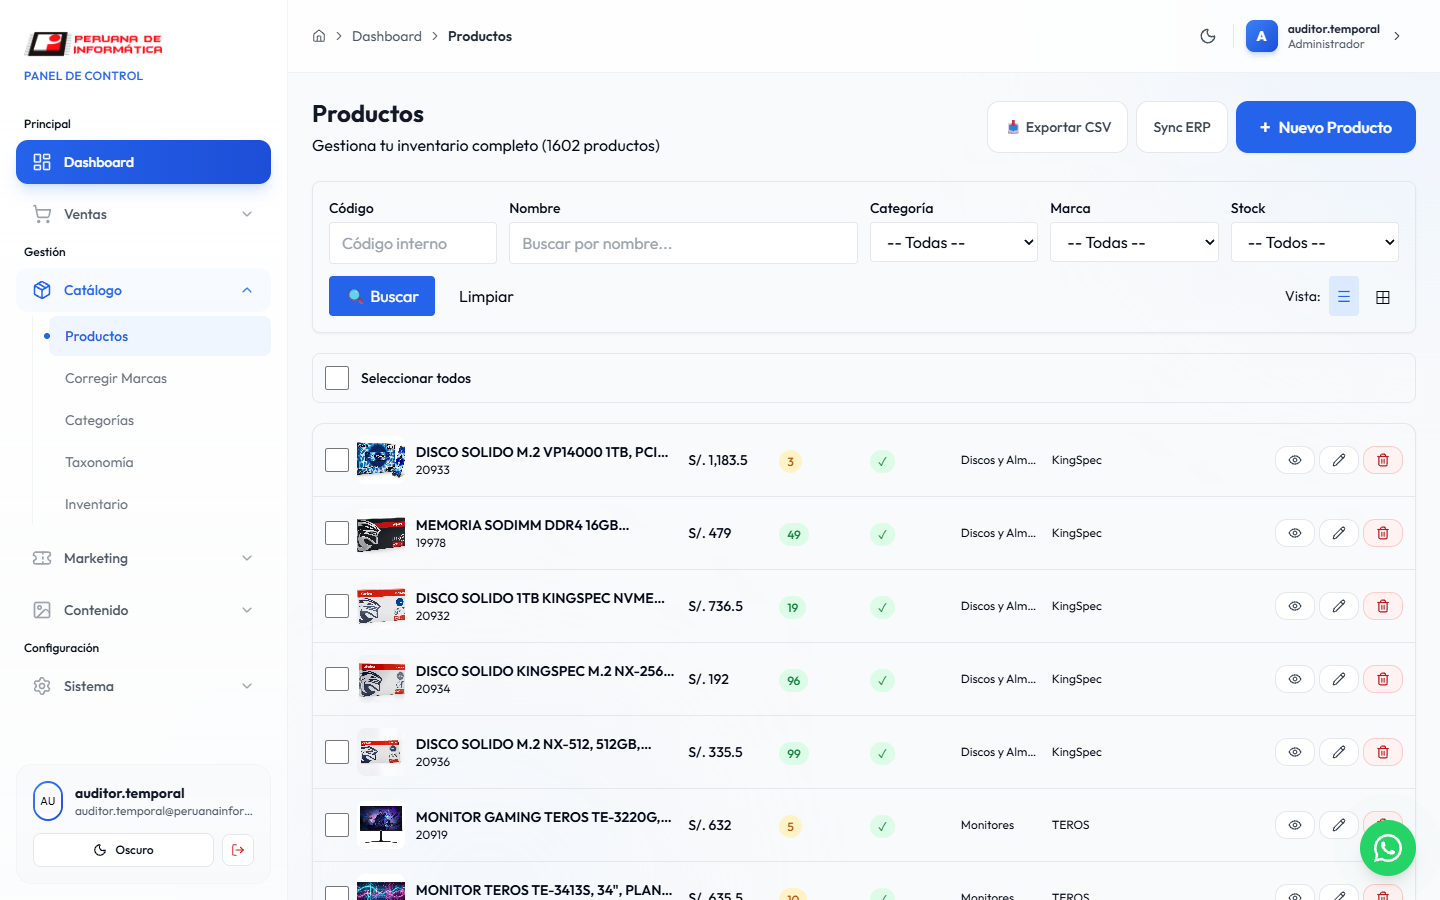 PERUANA DE
INFORMÁTICA
PANEL DE CONTROL
Principal
Dashboard
Ventas
Gestión
Catálogo
Productos
Corregir Marcas
Categorías
Taxonomía
Inventario
Marketing
Contenido
Configuración
Sistema
AU
auditor.temporal
auditor.temporal@peruanainfor...
Oscuro
Dashboard
Productos
A
auditor.temporal
Administrador
Productos
Gestiona tu inventario completo (1602 productos)
Exportar CSV
Sync ERP
+ Nuevo Producto
Código
Nombre
Categoría
Marca
Stock
Código interno
Buscar por nombre...
-- Todas --
-- Todas --
-- Todos --
Buscar
Limpiar
Vista:
Seleccionar todos
DISCO SOLIDO M.2 VP14000 1TB, PCI...
20933
S/. 1,183.5
3
✓
Discos y Alm...
KingSpec
MEMORIA SODIMM DDR4 16GB...
19978
S/. 479
49
✓
Discos y Alm...
KingSpec
DISCO SOLIDO 1TB KINGSPEC NVME...
20932
S/. 736.5
19
✓
Discos y Alm...
KingSpec
DISCO SOLIDO KINGSPEC M.2 NX-256...
20934
S/. 192
96
✓
Discos y Alm...
KingSpec
DISCO SOLIDO M.2 NX-512, 512GB,...
20936
S/. 335.5
99
✓
Discos y Alm...
KingSpec
MONITOR GAMING TEROS TE-3220G,...
20919
S/. 632
5
✓
Monitores
TEROS
MONITOR TEROS TE-3413S, 34", PLAN...
S/. 635.5
10
✓
Monitores
TEROS